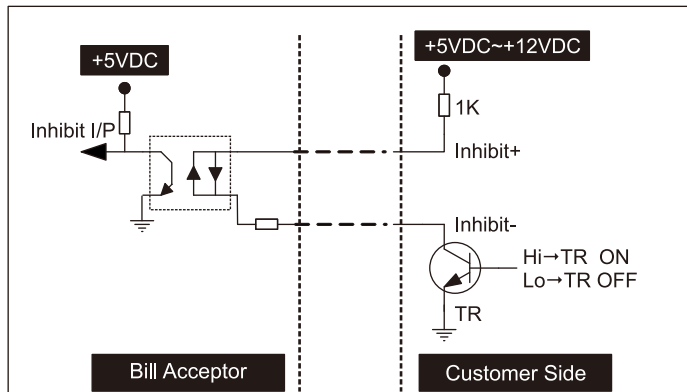 +5VDC
+5VDC~+12VDC
1K
Inhibit I/P
Inhibit+
Inhibit-
Hi→TR ON
Lo→TR OFF
TR
Bill Acceptor
Customer Side